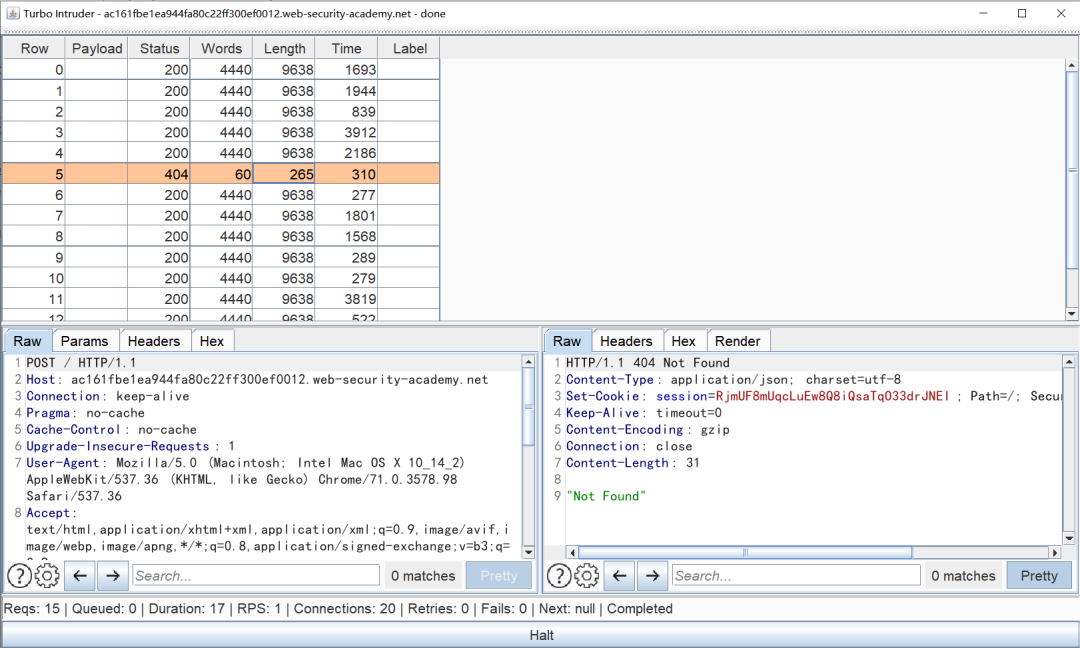 Turbo Intruder - ac161fbe1ea944fa80c22ff300ef0012.web-security-academy.net - done
Row Payload Status Words Length Time Label
0 200 4440 9638 1693
1 200 4440 9638 1944
2 200 4440 9638 839
3 200 4440 9638 3912
4 200 4440 9638 2186
5 404 60 265 310
6 200 4440 9638 277
7 200 4440 9638 1801
8 200 4440 9638 1568
9 200 4440 9638 289
10 200 4440 9638 279
11 200 4440 9638 3819
12 200 4440 9638 522
Raw Params Headers Hex
1 POST / HTTP/1.1
2 Host: ac161fbe1ea944fa80c22ff300ef0012.web-security-academy.net
3 Connection: keep-alive
4 Pragma: no-cache
5 Cache-Control: no-cache
6 Upgrade-Insecure-Requests: 1
7 User-Agent: Mozilla/5.0 (Macintosh; Intel Mac OS X 10_14_2)
AppleWebKit/537.36 (KHTML, like Gecko) Chrome/71.0.3578.98
Safari/537.36
8 Accept:
text/html,application/xhtml+xml,application/xml;q=0.9,image/avif,i
mage/webp,image/apng,*/*;q=0.8,application/signed-exchange;v=b3;q=
Search... 0 matches Pretty
Raw Headers Hex Render
1 HTTP/1.1 404 Not Found
2 Content-Type: application/json; charset=utf-8
3 Set-Cookie: session=RjmUF8mUqcLuEw8Q8iQsaTqO33drJNEI; Path=/; Secu
4 Keep-Alive: timeout=0
5 Content-Encoding: gzip
6 Connection: close
7 Content-Length: 31
8
9 "Not Found"
Search... 0 matches Pretty
Reqs: 15 | Queued: 0 | Duration: 17 | RPS: 1 | Connections: 20 | Retries: 0 | Fails: 0 | Next: null | Completed
Halt